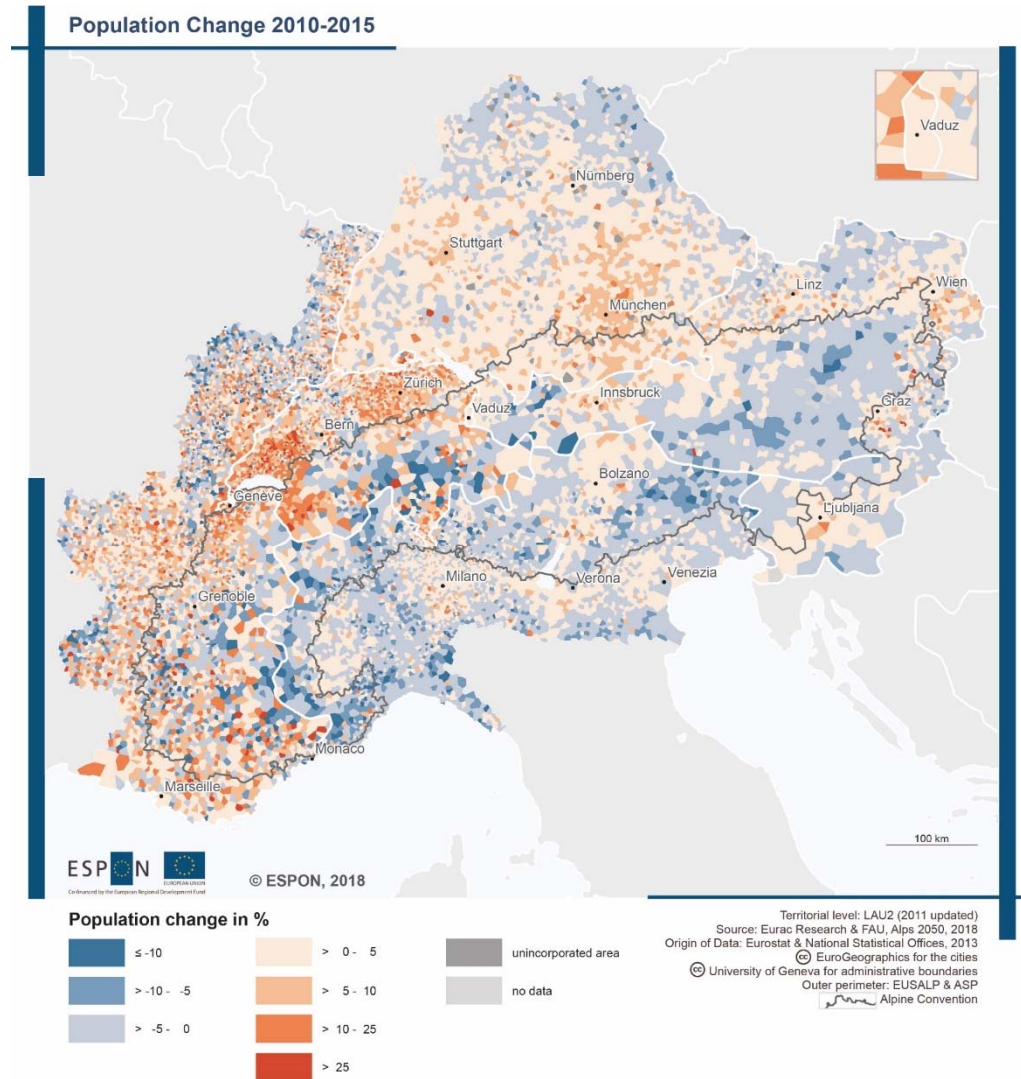 Population Change 2010-2015
Vaduz
Nürnberg
Stuttgart
Linz
Wien
München
Zürich
Innsbruck
Vaduz
Bern
Graz
Bolzano
Genève
Ljubljana
Milano
Verona
Venezia
Grenoble
Monaco
Marseille
100 km
ESPON
EUROPEAN UNION
Co-financed by the European Regional Development Fund
© ESPON, 2018
Population change in %
≤ -10
> -10 - -5
> -5 - 0
> 0 - 5
> 5 - 10
> 10 - 25
> 25
unincorporated area
no data
Territorial level: LAU2 (2011 updated)
Source: Eurac Research & FAU, Alps 2050, 2018
Origin of Data: Eurostat & National Statistical Offices, 2013
cc EuroGeographics for the cities
cc University of Geneva for administrative boundaries
Outer perimeter: EUSALP & ASP
Alpine Convention